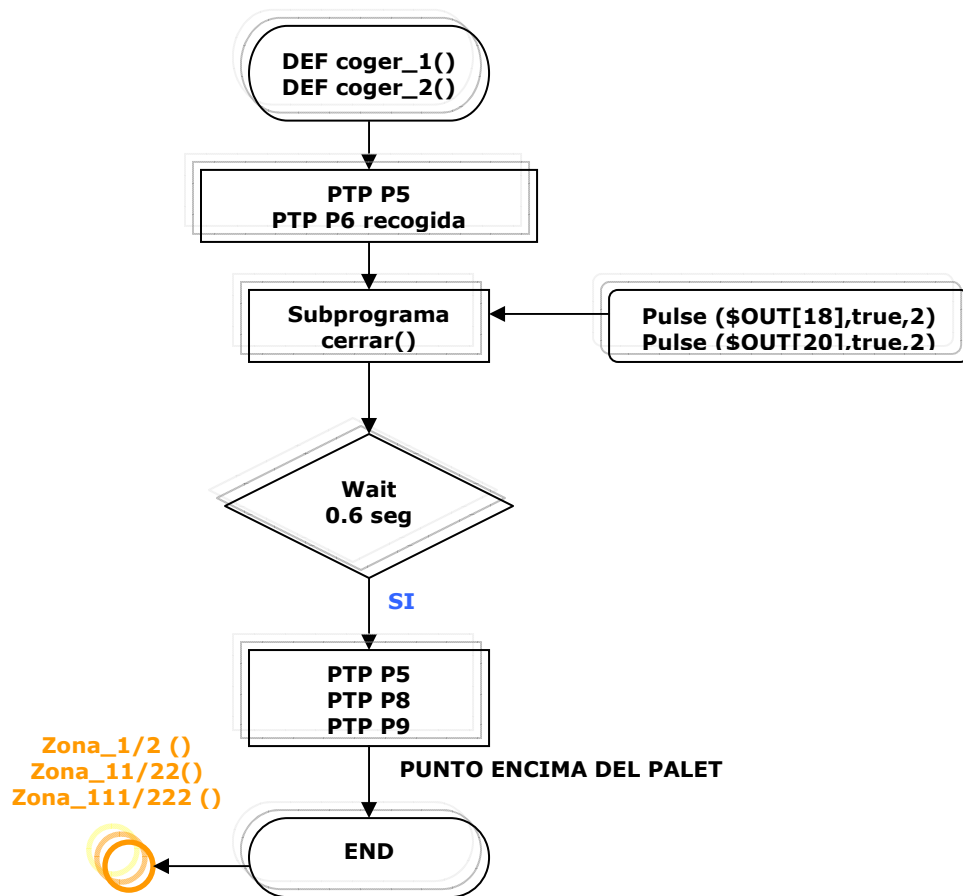 DEF coger_1()
DEF coger_2()
PTP P5
PTP P6 recogida
Subprograma
cerrar()
Pulse ($OUT[18],true,2)
Pulse ($OUT[20],true,2)
Wait
0.6 seg
SI
PTP P5
PTP P8
PTP P9
Zona_1/2 ()
Zona_11/22()
Zona_111/222 ()
PUNTO ENCIMA DEL PALET
END